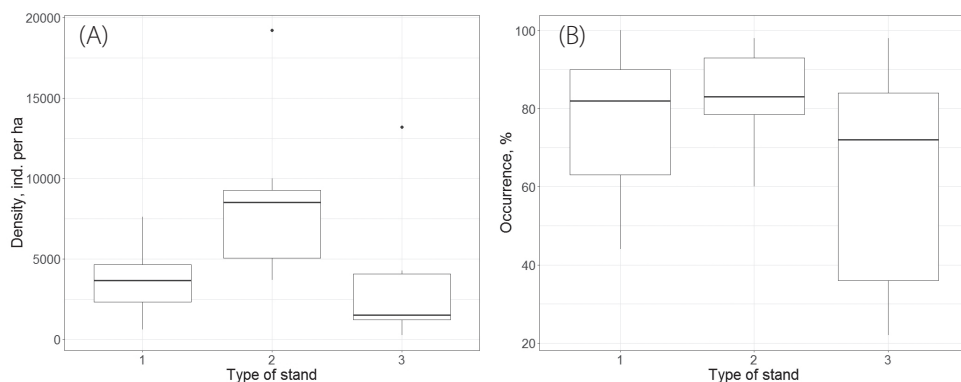 (A)
Density, ind. per ha
20000
15000
10000
5000
0
1 2 3
Type of stand
(B)
Occurrence, %
100
80
60
40
20
1 2 3
Type of stand